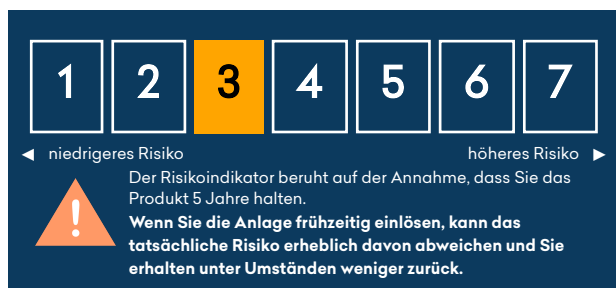 1 2 3 4 5 6 7
◄ niedrigeres Risiko höheres Risiko ►
Der Risikoindikator beruht auf der Annahme, dass Sie das
Produkt 5 Jahre halten.
Wenn Sie die Anlage frühzeitig einlösen, kann das
tatsächliche Risiko erheblich davon abweichen und Sie
erhalten unter Umständen weniger zurück.
!